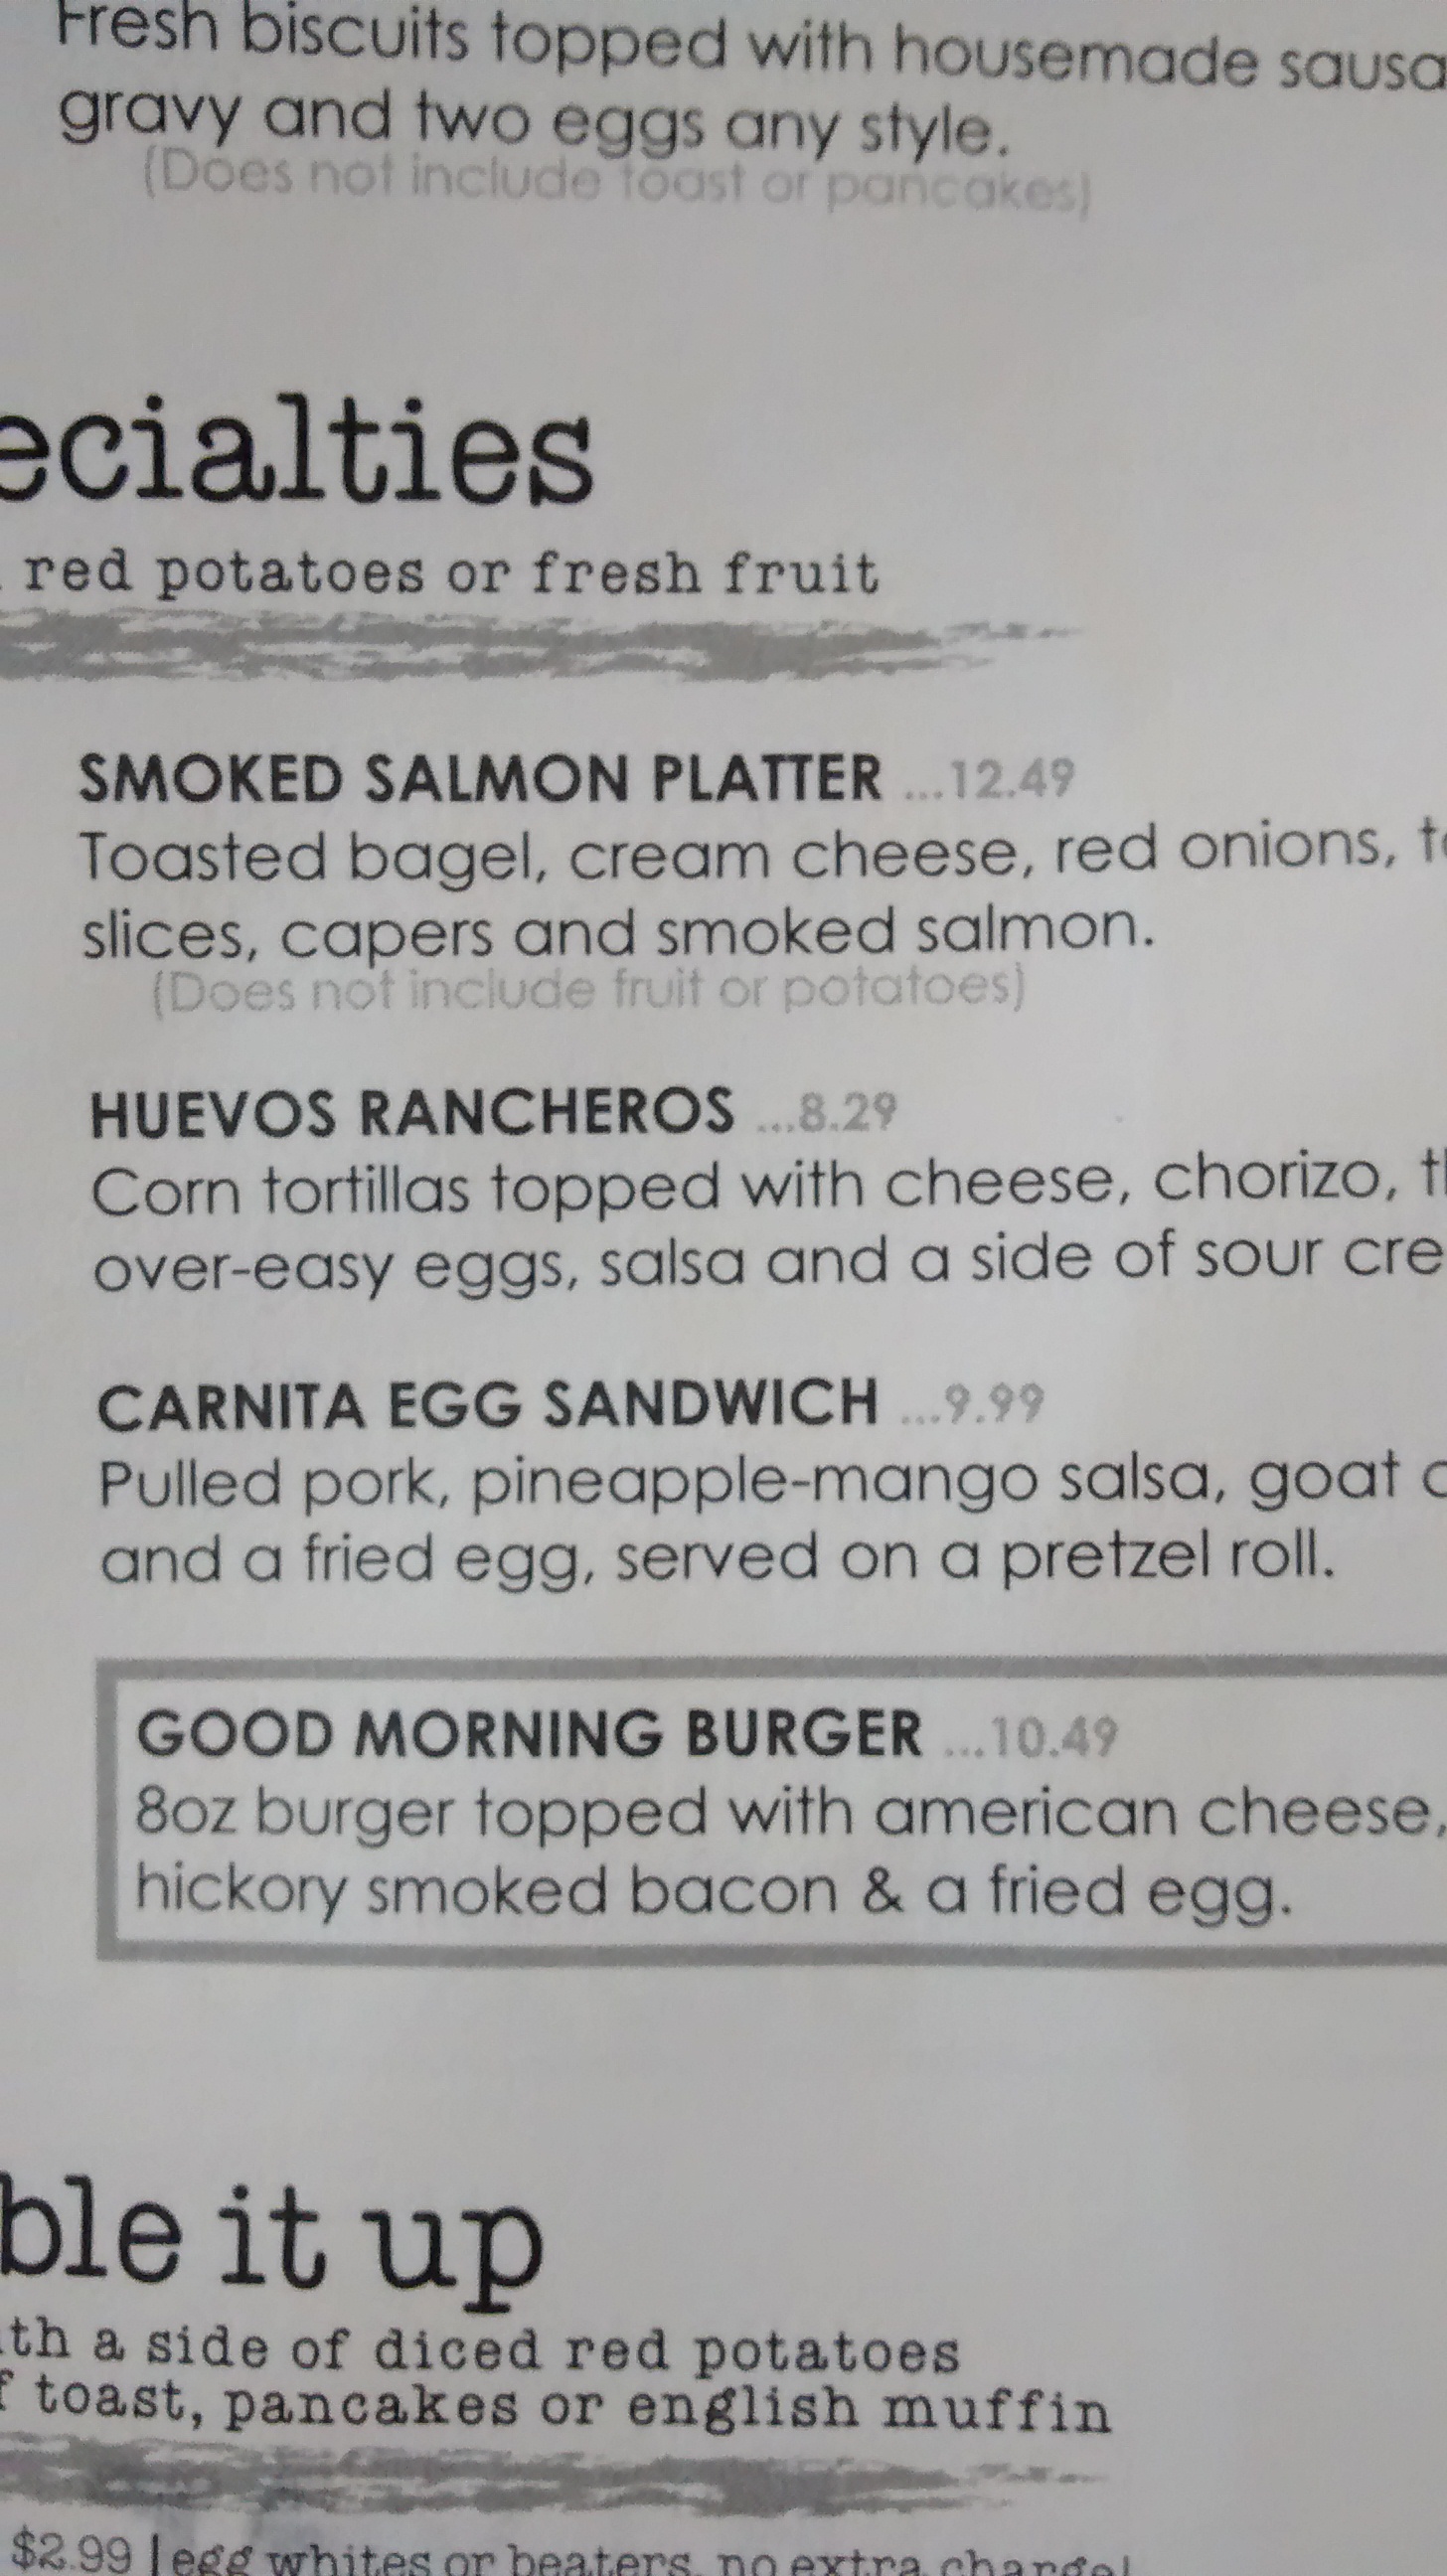 Fresh biscuits topped with housemade sausa
gravy and two eggs any style.
(Does not include toast or pancakes)
ecialties
red potatoes or fresh fruit
SMOKED SALMON PLATTER ...12.49
Toasted bagel, cream cheese, red onions,
slices, capers and smoked salmon.
(Does not include fruit or potatoes)
HUEVOS RANCHEROS ...8.29
Corn tortillas topped with cheese, chorizo,
over-easy eggs, salsa and a side of sour cre
CARNITA EGG SANDWICH ...9.99
Pulled pork, pineapple-mango salsa, goat
and a fried egg, served on a pretzel roll.
GOOD MORNING BURGER ...10.49
8oz burger topped with american cheese,
hickory smoked bacon & a fried egg.
ble it up
th a side of diced red potatoes
f toast, pancakes or english muffin
$2.99 | egg whites or beaters, no extra charge!